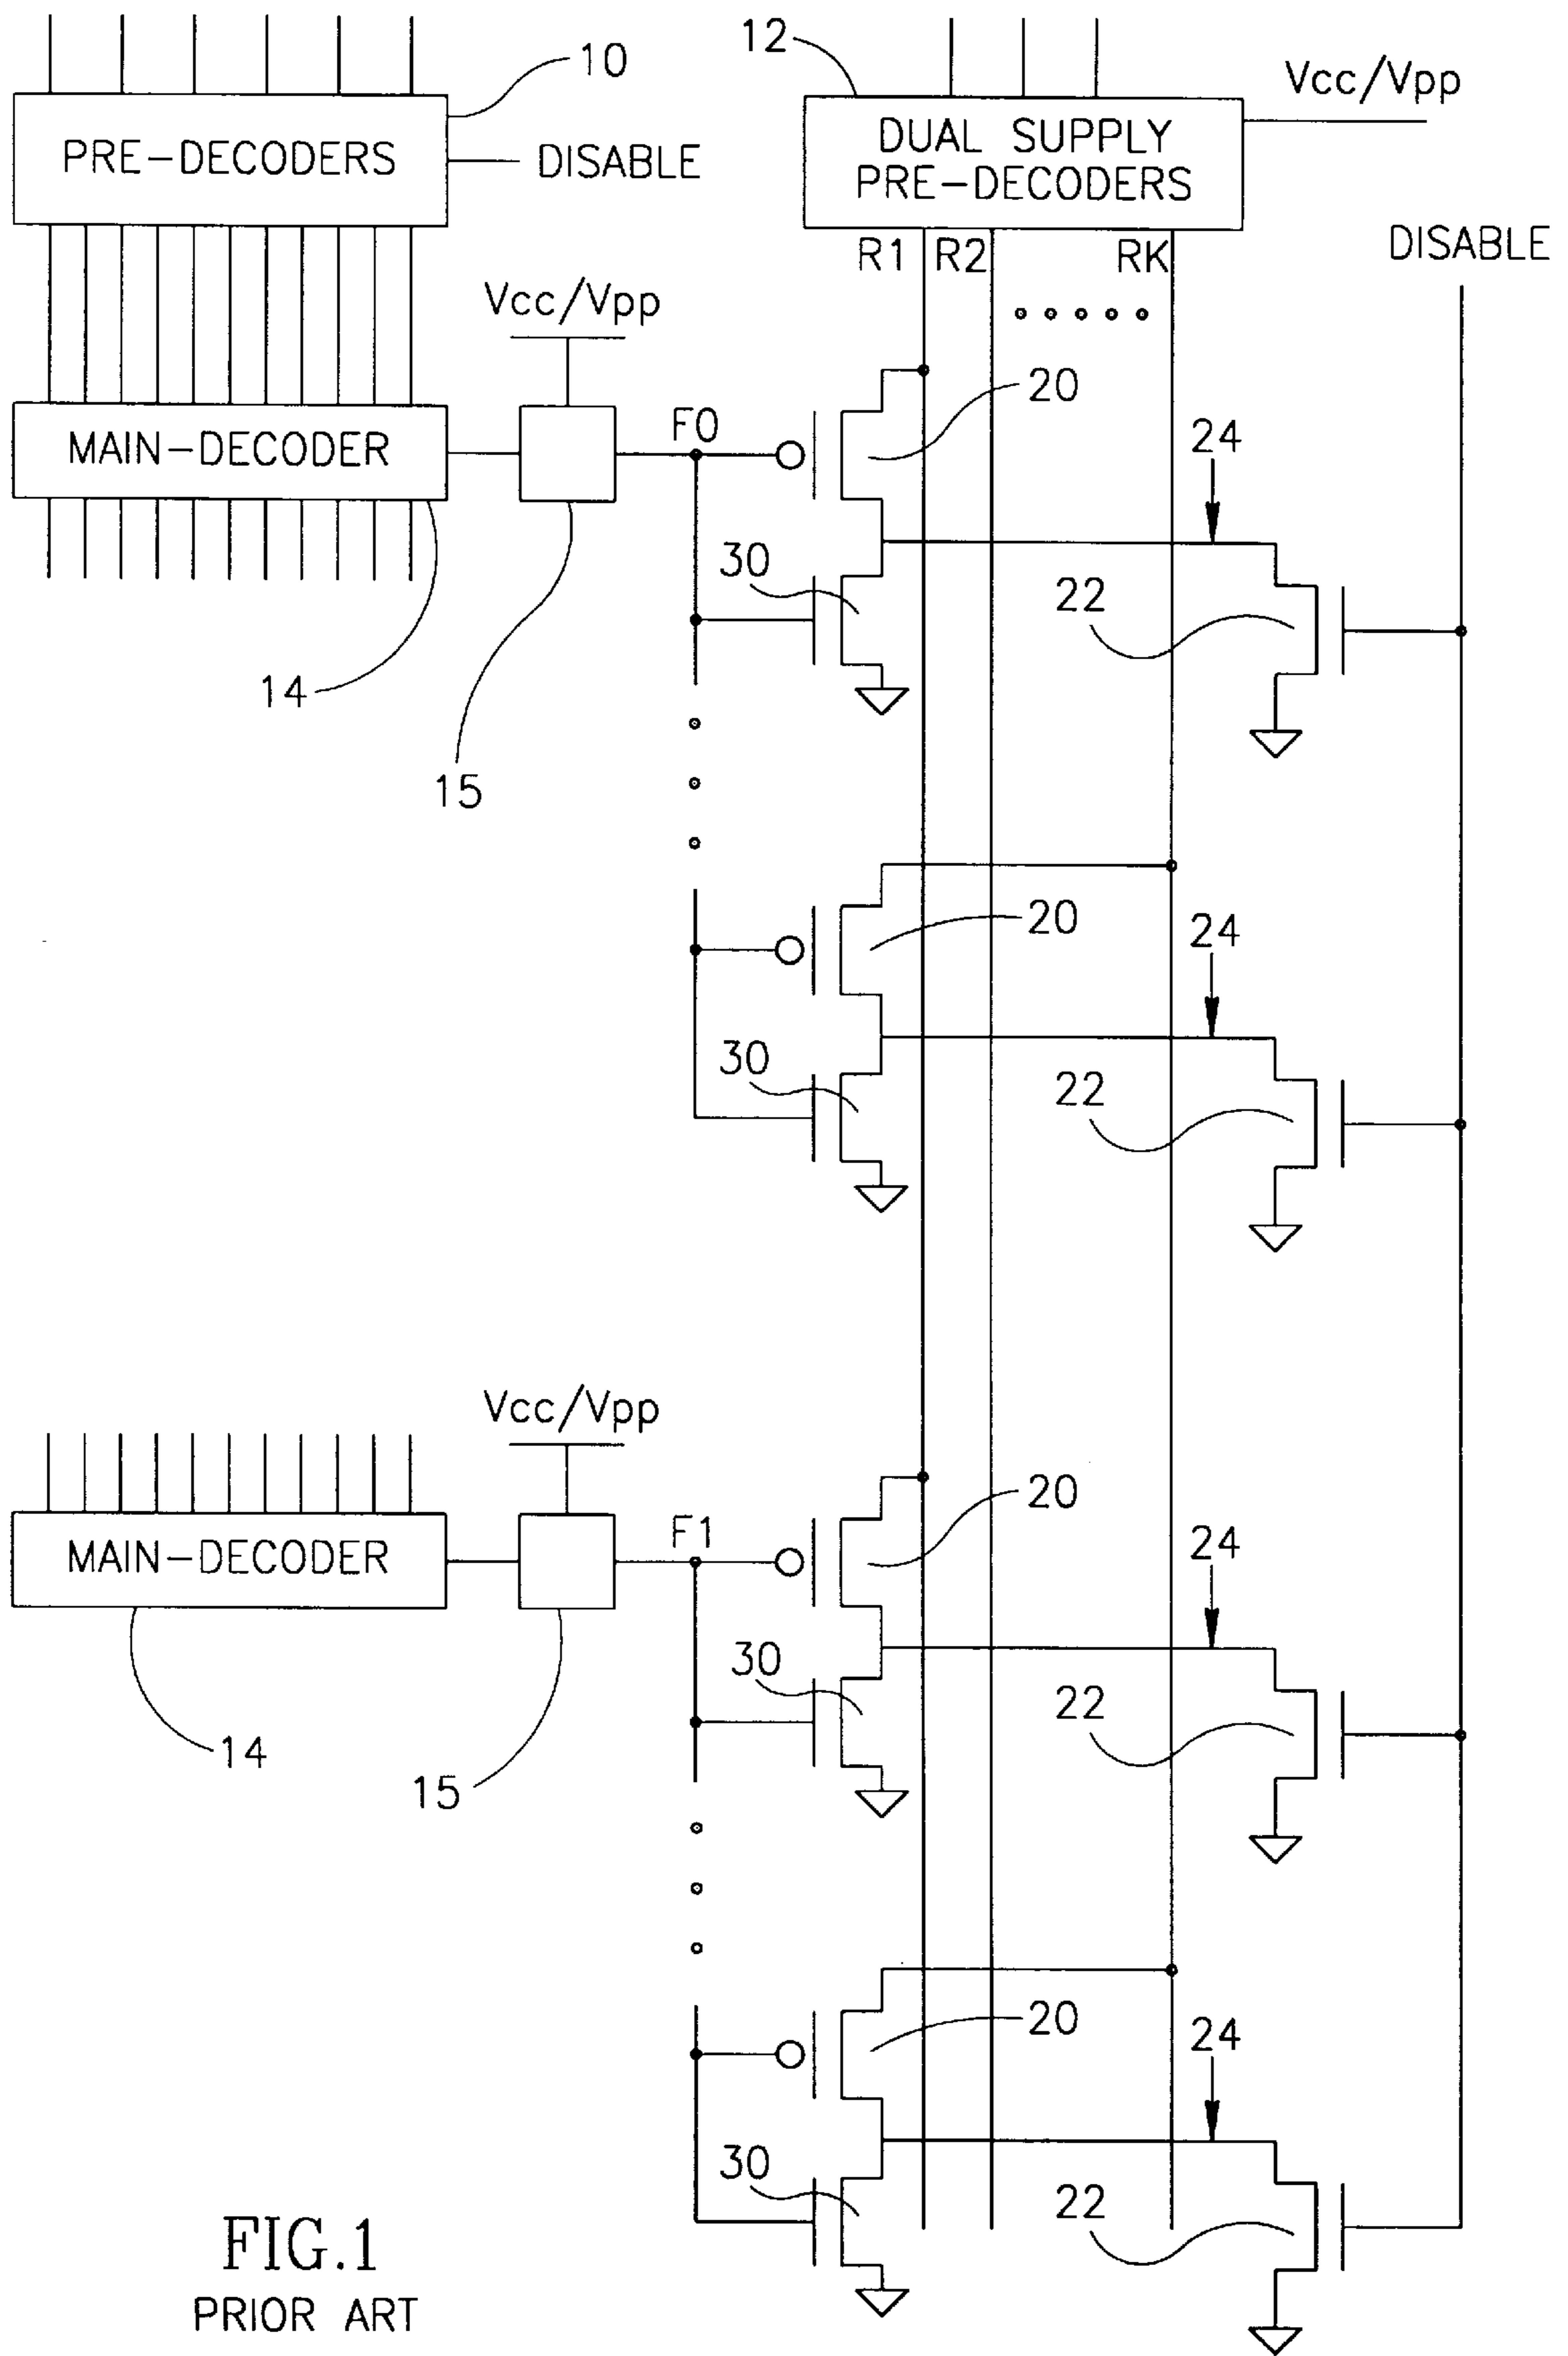 10
PRE-DECODERS
DISABLE
12
Vcc/Vpp
DUAL SUPPLY
PRE-DECODERS
R1
R2
RK
DISABLE
Vcc/Vpp
MAIN-DECODER
F0
20
24
30
22
14
15
20
24
30
22
Vcc/Vpp
MAIN-DECODER
F1
20
24
30
22
14
15
20
24
30
22
FIG.1
PRIOR ART